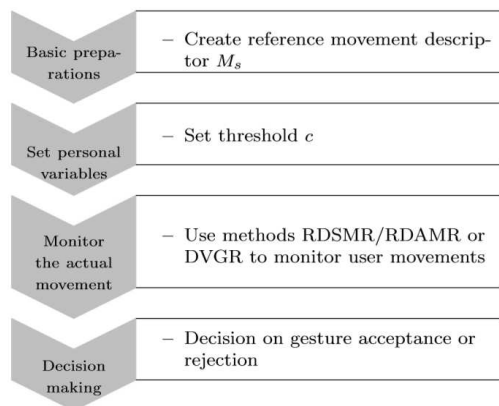 Basic prepa-
rations
– Create reference movement descrip-
tor M_s
Set personal
variables
– Set threshold c
Monitor
the actual
movement
– Use methods RDSMR/RDAMR or
DVGR to monitor user movements
Decision
making
– Decision on gesture acceptance or
rejection